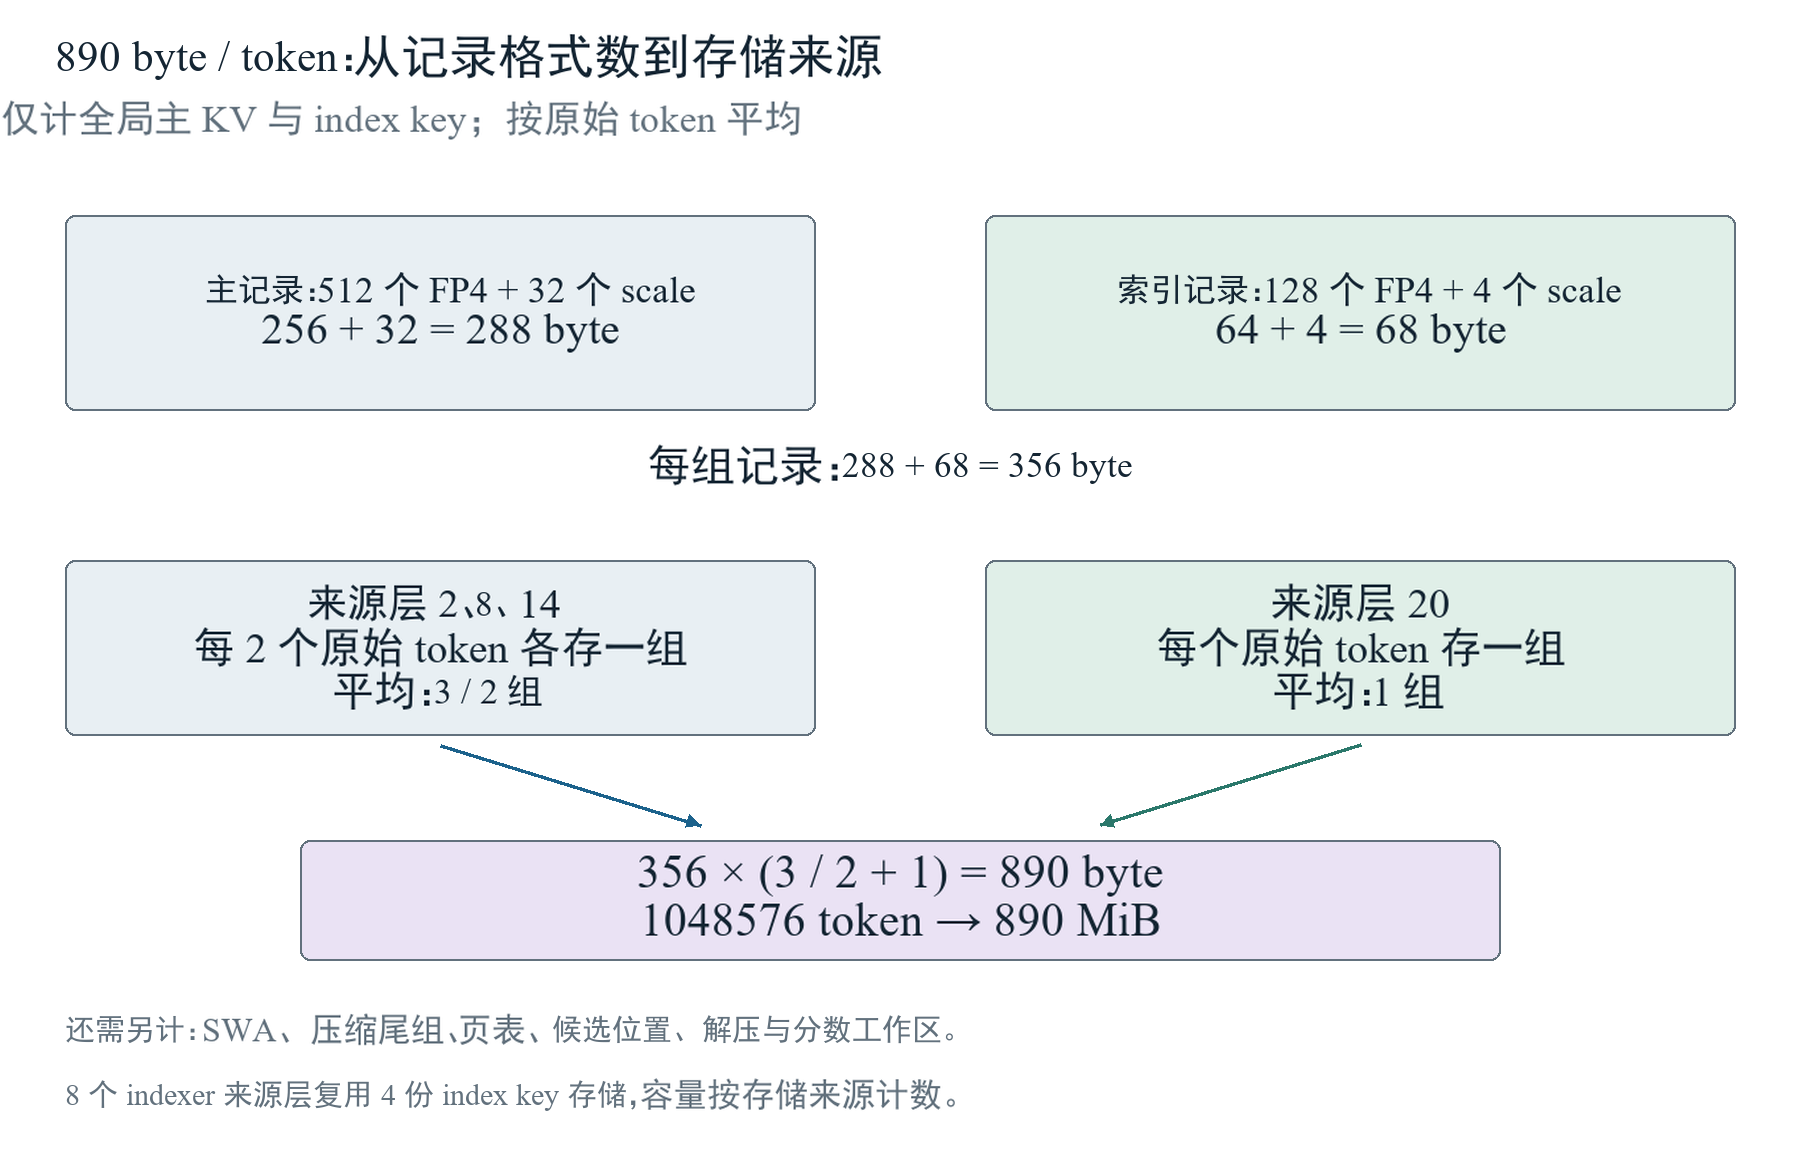 890 byte / token:从记录格式数到存储来源
仅计全局主 KV 与 index key；按原始 token 平均
主记录:512 个 FP4 + 32 个 scale
256 + 32 = 288 byte
索引记录:128 个 FP4 + 4 个 scale
64 + 4 = 68 byte
每组记录:288 + 68 = 356 byte
来源层 2、8、14
每 2 个原始 token 各存一组
平均:3 / 2 组
来源层 20
每个原始 token 存一组
平均:1 组
356 × (3 / 2 + 1) = 890 byte
1048576 token → 890 MiB
还需另计:SWA、压缩尾组、页表、候选位置、解压与分数工作区。
8 个 indexer 来源层复用 4 份 index key 存储,容量按存储来源计数。